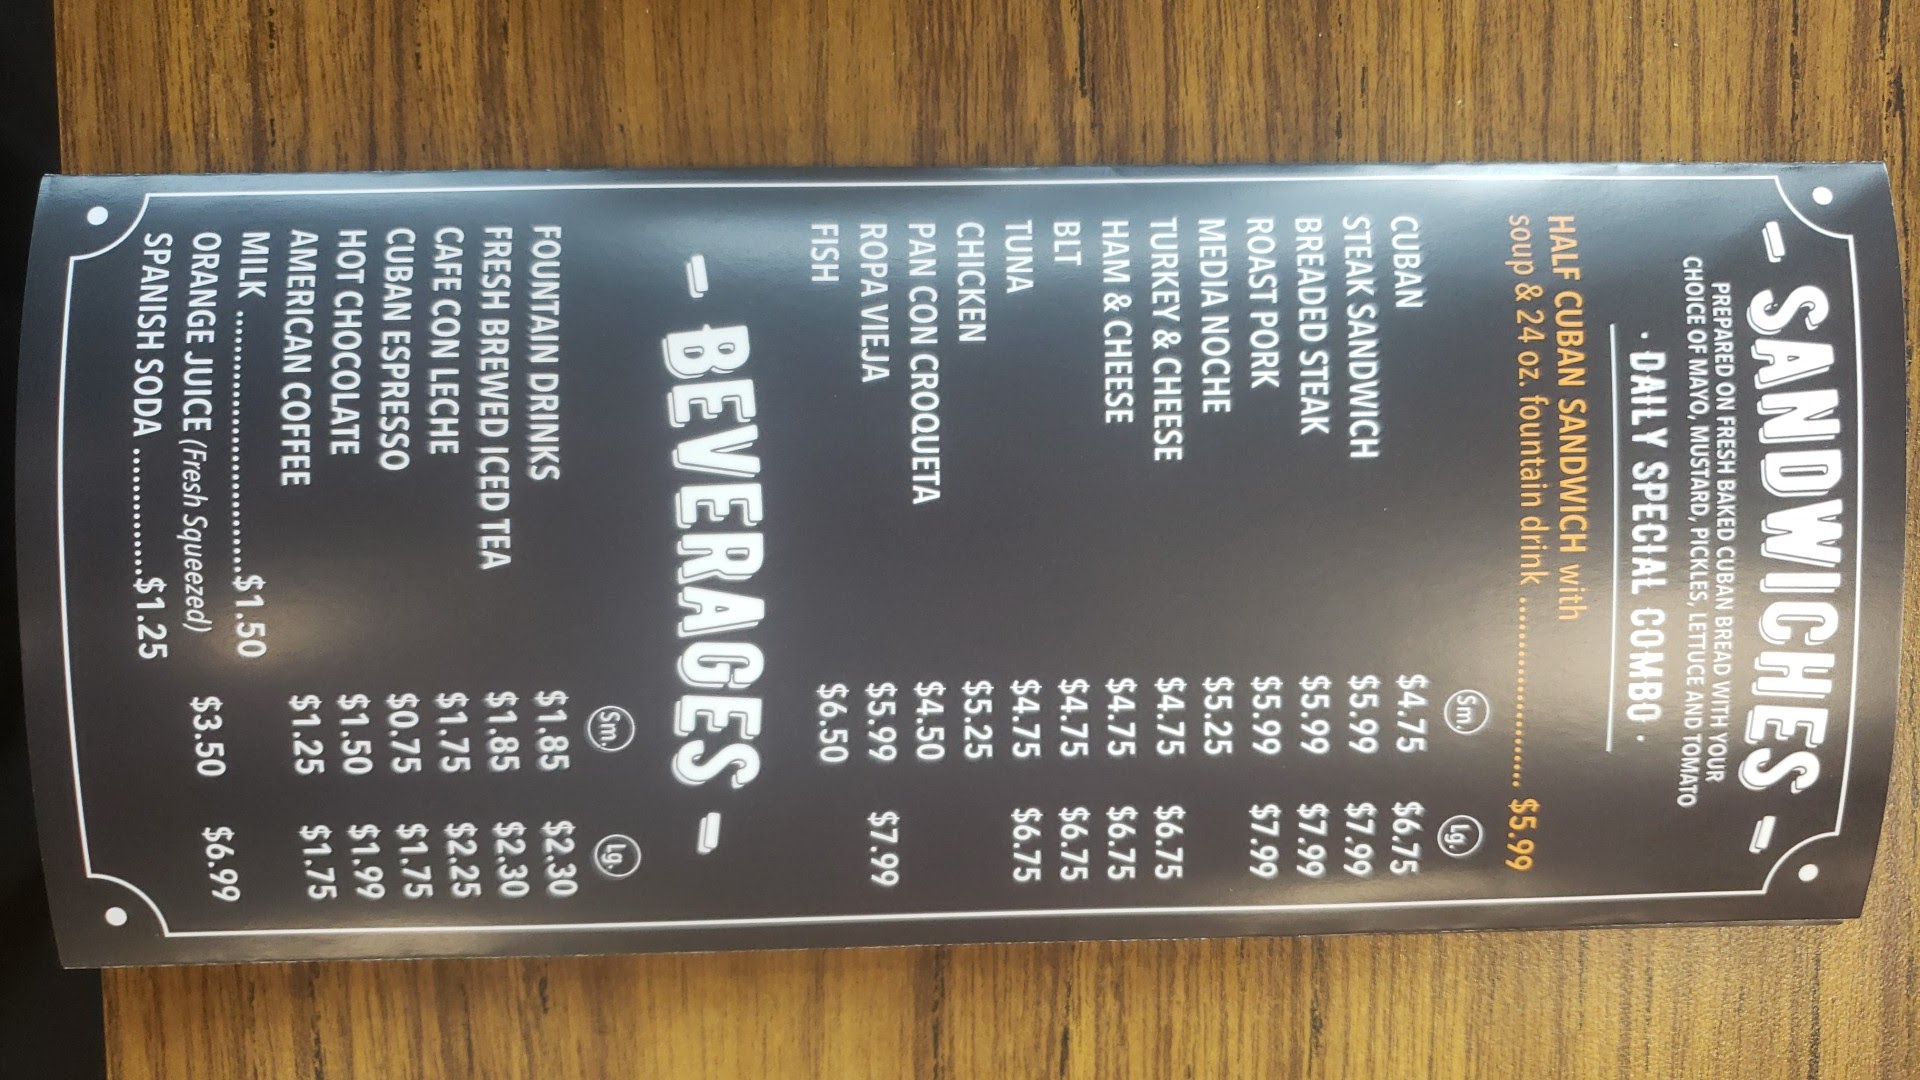 SANDWICHES
PREPARED ON FRESH BAKED CUBAN BREAD WITH YOUR
CHOICE OF MAYO, MUSTARD, PICKLES, LETTUCE AND TOMATO
· DAILY SPECIAL COMBO ·
HALF CUBAN SANDWICH with
soup & 24 oz. fountain drink ........................ $5.99
Sm. Lg.
CUBAN $4.75 $6.75
STEAK SANDWICH $5.99 $7.99
BREADED STEAK $5.99 $7.99
ROAST PORK $5.99 $7.99
MEDIA NOCHE $5.25
TURKEY & CHEESE $4.75 $6.75
HAM & CHEESE $4.75 $6.75
BLT $4.75 $6.75
TUNA $4.75 $6.75
CHICKEN $5.25
PAN CON CROQUETA $4.50
ROPA VIEJA $5.99 $7.99
FISH $6.50
BEVERAGES
Sm. Lg.
FOUNTAIN DRINKS $1.85 $2.30
FRESH BREWED ICED TEA $1.85 $2.30
CAFE CON LECHE $1.75 $2.25
CUBAN ESPRESSO $0.75 $1.75
HOT CHOCOLATE $1.50 $1.99
AMERICAN COFFEE $1.25 $1.75
MILK ..............................$1.50
ORANGE JUICE (Fresh Squeezed) $3.50 $6.99
SPANISH SODA ..............$1.25